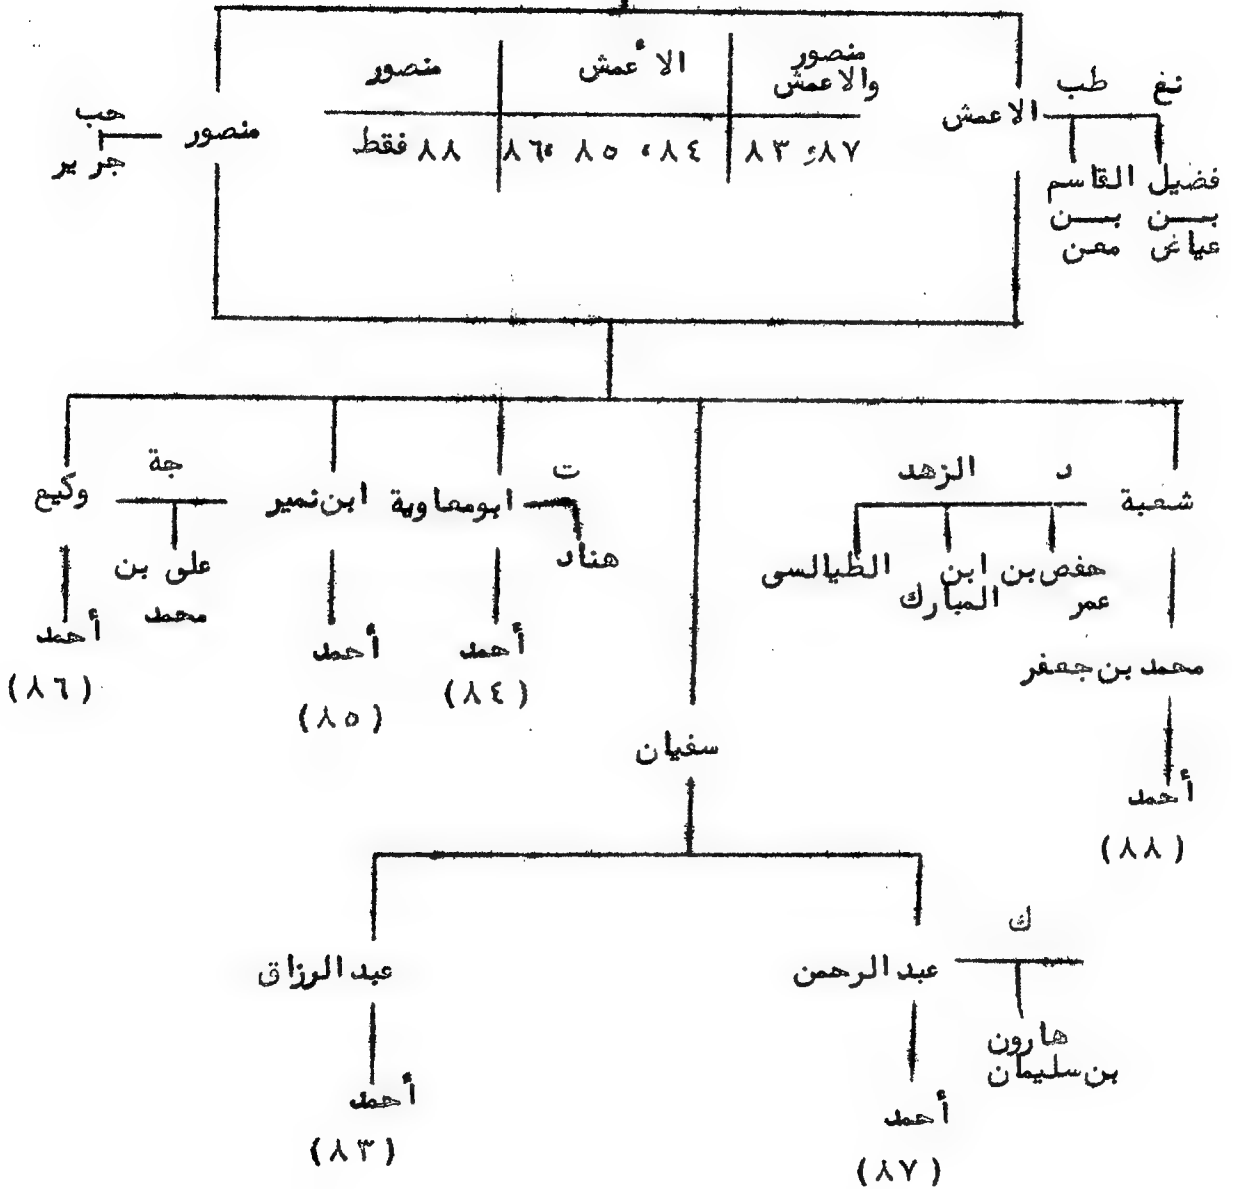 منصور والاعمش
الأعمش
منصور
٨٧، ٨٣
٨٤، ٨٥، ٨٦
٨٨ فقط
طب
الاعمش
فضيل بن عياض
القاسم بن معن
منصور
حب
جرير
شعبة
د
الزهد
حفص بن عمر
ابن المبارك
الطيالسى
محمد بن جعفر
أحمد
(٨٨)
سفيان
ابومعاوية
ت
هناد
أحمد
(٨٤)
ابن نمير
جة
على بن محمد
أحمد
(٨٥)
وكيع
أحمد
(٨٦)
عبد الرحمن
ك
هارون بن سليمان
أحمد
(٨٧)
عبد الرزاق
أحمد
(٨٣)